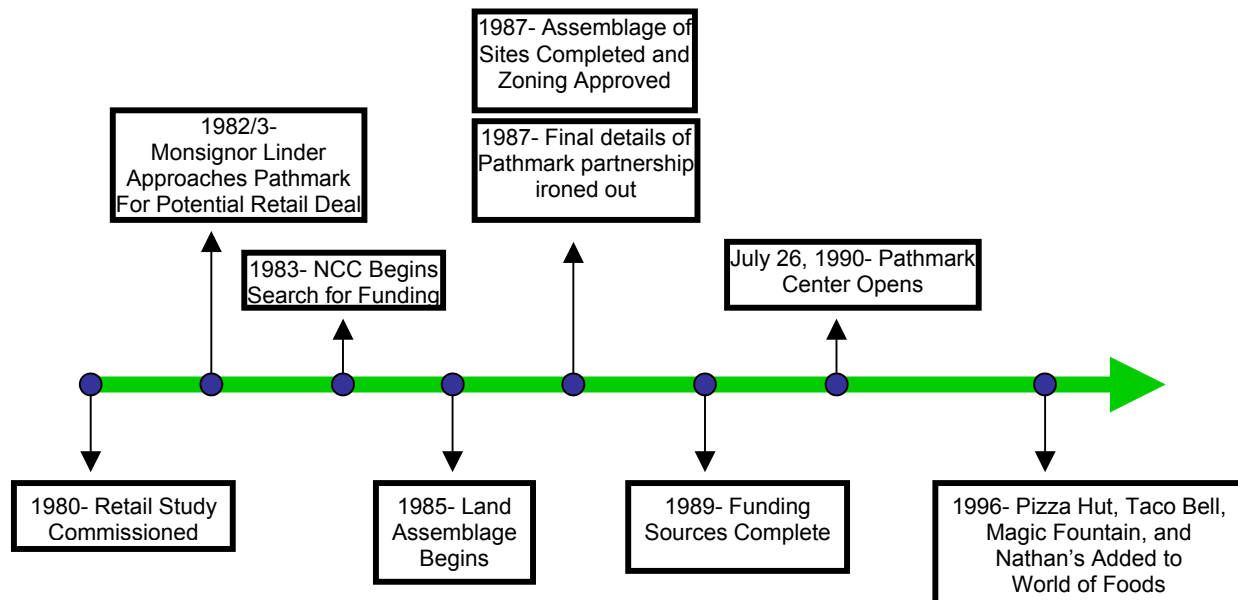 1987- Assemblage of
Sites Completed and
Zoning Approved
1982/3-
Monsignor Linder
Approaches Pathmark
For Potential Retail Deal
1987- Final details of
Pathmark partnership
ironed out
1983- NCC Begins
Search for Funding
July 26, 1990- Pathmark
Center Opens
1980- Retail Study
Commissioned
1985- Land
Assemblage
Begins
1989- Funding
Sources Complete
1996- Pizza Hut, Taco Bell,
Magic Fountain, and
Nathan's Added to
World of Foods